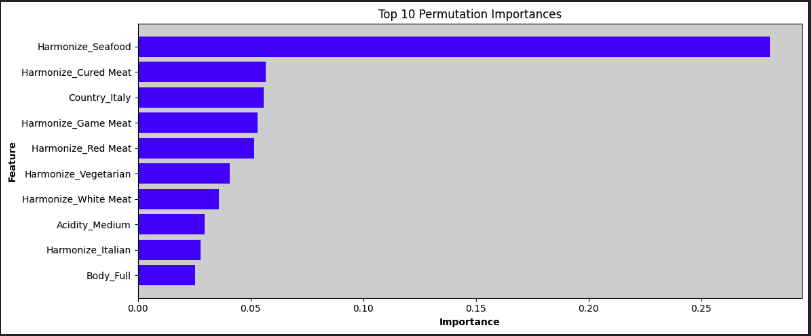 Top 10 Permutation Importances
Feature
Harmonize_Seafood
Harmonize_Cured Meat
Country_Italy
Harmonize_Game Meat
Harmonize_Red Meat
Harmonize_Vegetarian
Harmonize_White Meat
Acidity_Medium
Harmonize_Italian
Body_Full
0.00 0.05 0.10 0.15 0.20 0.25
Importance